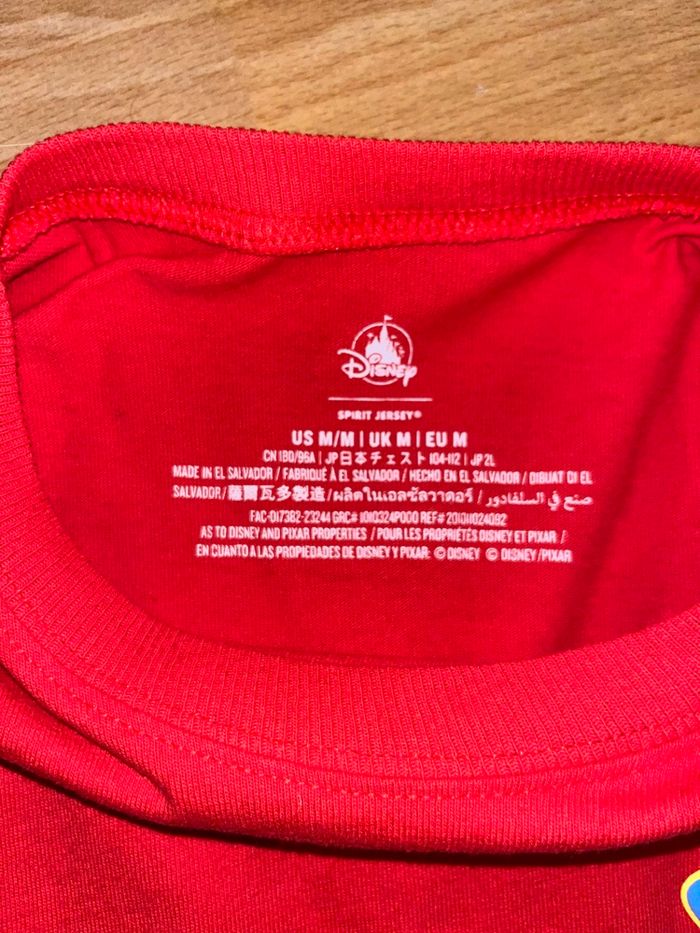 Disney
SPIRIT JERSEY®
US M/M | UK M | EU M
CN 180/96A | JP日本チェスト 104-112 | JP 2L
MADE IN EL SALVADOR / FABRIQUÉ À EL SALVADOR / HECHO EN EL SALVADOR / DIBUAT DI EL
SALVADOR / 薩爾瓦多製造 / ผลิตในเอลซัลวาดอร์ / صنع في السلفادور
FAC-017382-23244 GRC# 1010324P000 REF# 20101024092
AS TO DISNEY AND PIXAR PROPERTIES / POUR LES PROPRIÉTÉS DISNEY ET PIXAR /
EN CUANTO A LAS PROPIEDADES DE DISNEY Y PIXAR: © DISNEY © DISNEY/PIXAR